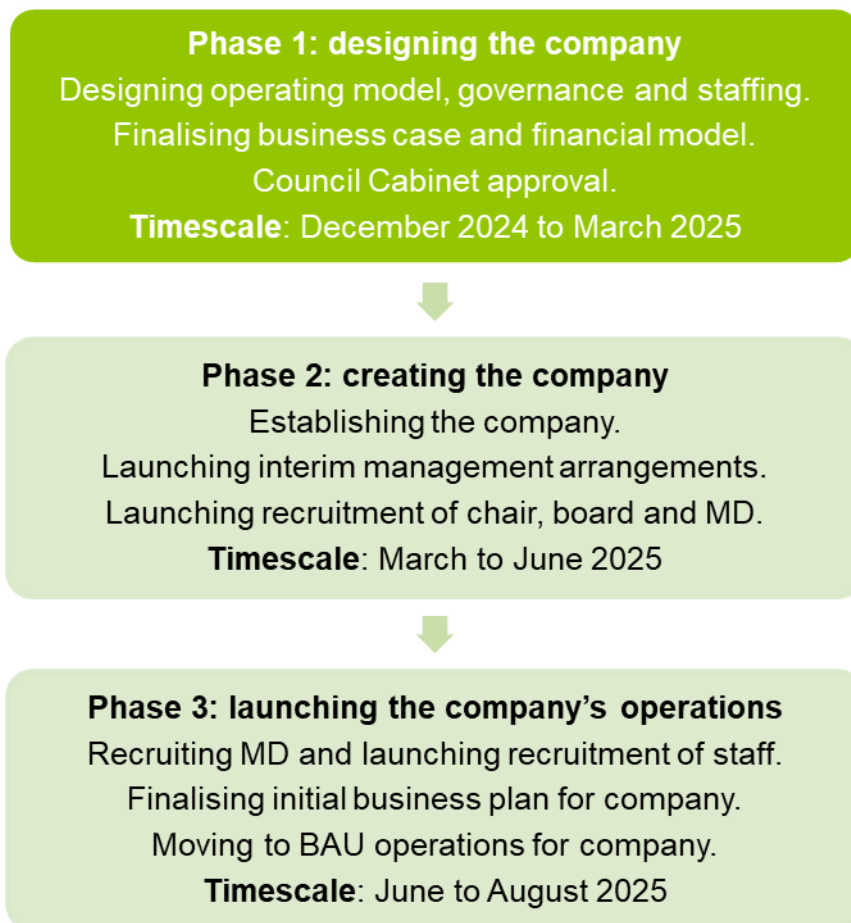 Phase 1: designing the company
Designing operating model, governance and staffing.
Finalising business case and financial model.
Council Cabinet approval.
Timescale: December 2024 to March 2025
Phase 2: creating the company
Establishing the company.
Launching interim management arrangements.
Launching recruitment of chair, board and MD.
Timescale: March to June 2025
Phase 3: launching the company's operations
Recruiting MD and launching recruitment of staff.
Finalising initial business plan for company.
Moving to BAU operations for company.
Timescale: June to August 2025